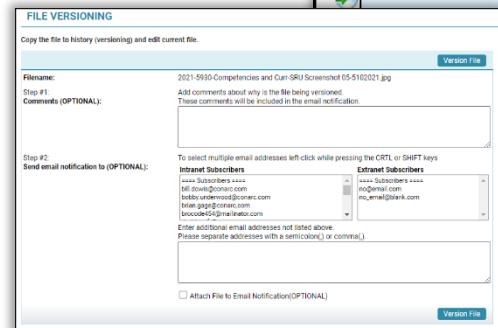 FILE VERSIONING
Copy the file to history (versioning) and edit current file.
Version File
Filename: 2021-5930-Competencies and Curr-SRU Screenshot 05-5102021.jpg
Step #1: Add comments about why is the file being versioned.
Comments (OPTIONAL): These comments will be included in the email notification.
Step #2: To select multiple email addresses left-click while pressing the CRTL or SHIFT keys
Send email notification to (OPTIONAL): Intranet Subscribers Extranet Subscribers
==== Subscribers ==== ==== Subscribers ====
bill.dowis@conarc.com no@email.com
bobby.underwood@conarc.com no_email@blank.com
brian.gage@conarc.com
brocode454@mailinator.com
Enter additional email addresses not listed above.
Please separate addresses with a semicolon(;) or comma(,).
Attach File to Email Notification(OPTIONAL)
Version File